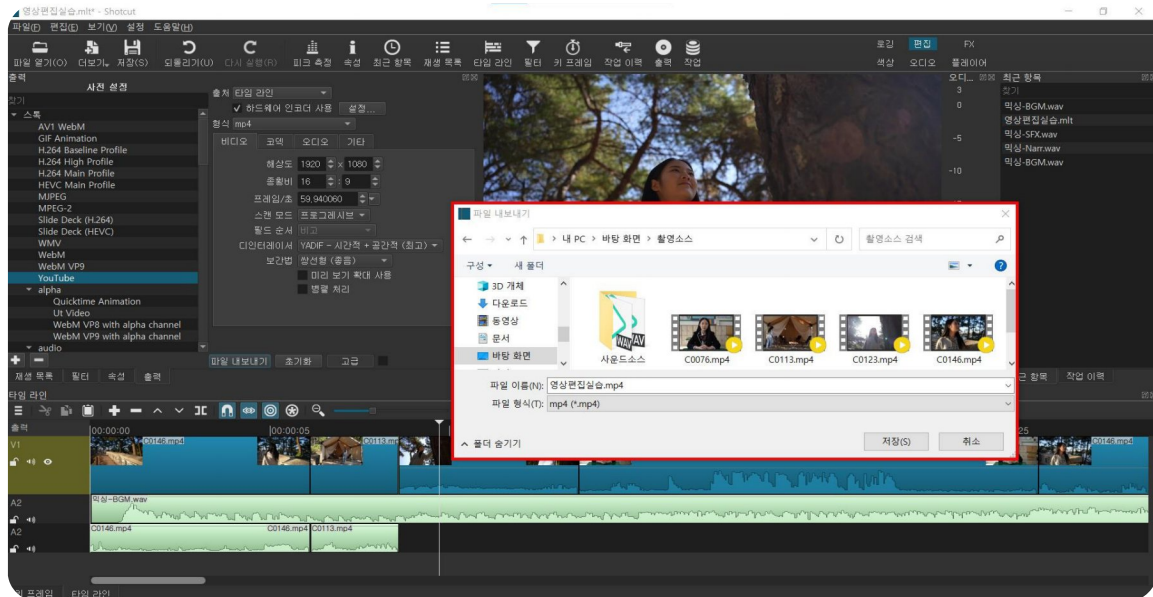 영상편집실습.mlt* - Shotcut
파일(F) 편집(E) 보기(V) 설정 도움말(H)
파일 열기(O) 더보기 저장(S) 되돌리기(U) 다시 실행(R) 피크 측정 속성 최근 항목 재생 목록 타임 라인 필터 키 프레임 작업 이력 출력 작업
로깅 편집 FX
색상 오디오 플레이어
출력
사전 설정
찾기
스톡
AV1 WebM
GIF Animation
H.264 Baseline Profile
H.264 High Profile
H.264 Main Profile
HEVC Main Profile
MJPEG
MPEG-2
Slide Deck (H.264)
Slide Deck (HEVC)
WMV
WebM
WebM VP9
YouTube
alpha
Quicktime Animation
Ut Video
WebM VP8 with alpha channel
WebM VP9 with alpha channel
audio
출처 타임 라인
하드웨어 인코더 사용 설정...
형식 mp4
비디오 코덱 오디오 기타
해상도 1920 x 1080
종횡비 16 : 9
프레임/초 59,940060
스캔 모드 프로그레시브
필드 순서 비고
디인터레이서 YADIF - 시간적 + 공간적 (최고)
보간법 쌍선형 (좋음)
미리 보기 확대 사용
병렬 처리
파일 내보내기 초기화 고급
재생 목록 필터 속성 출력
오디...
3
0
-5
-10
최근 항목
찾기
믹싱-BGM.wav
영상편집실습.mlt
믹싱-SFX.wav
믹싱-Narr.wav
믹싱-BGM.wav
근 항목 작업 이력
파일 내보내기
내 PC > 바탕 화면 > 촬영소스
촬영소스 검색
구성 새 폴더
3D 개체
다운로드
동영상
문서
바탕 화면
WAV
사운드소스 C0076.mp4 C0113.mp4 C0123.mp4 C0146.mp4
파일 이름(N): 영상편집실습.mp4
파일 형식(T): mp4 (*.mp4)
폴더 숨기기
저장(S) 취소
타임 라인
출력
00:00:00 00:00:05 25
V1
C0146.mp4 C0113.mp4 C0146.mp4
A2
믹싱-BGM.wav
A2
C0146.mp4 C0146.mp4 C0113.mp4
프레임 타임 라인